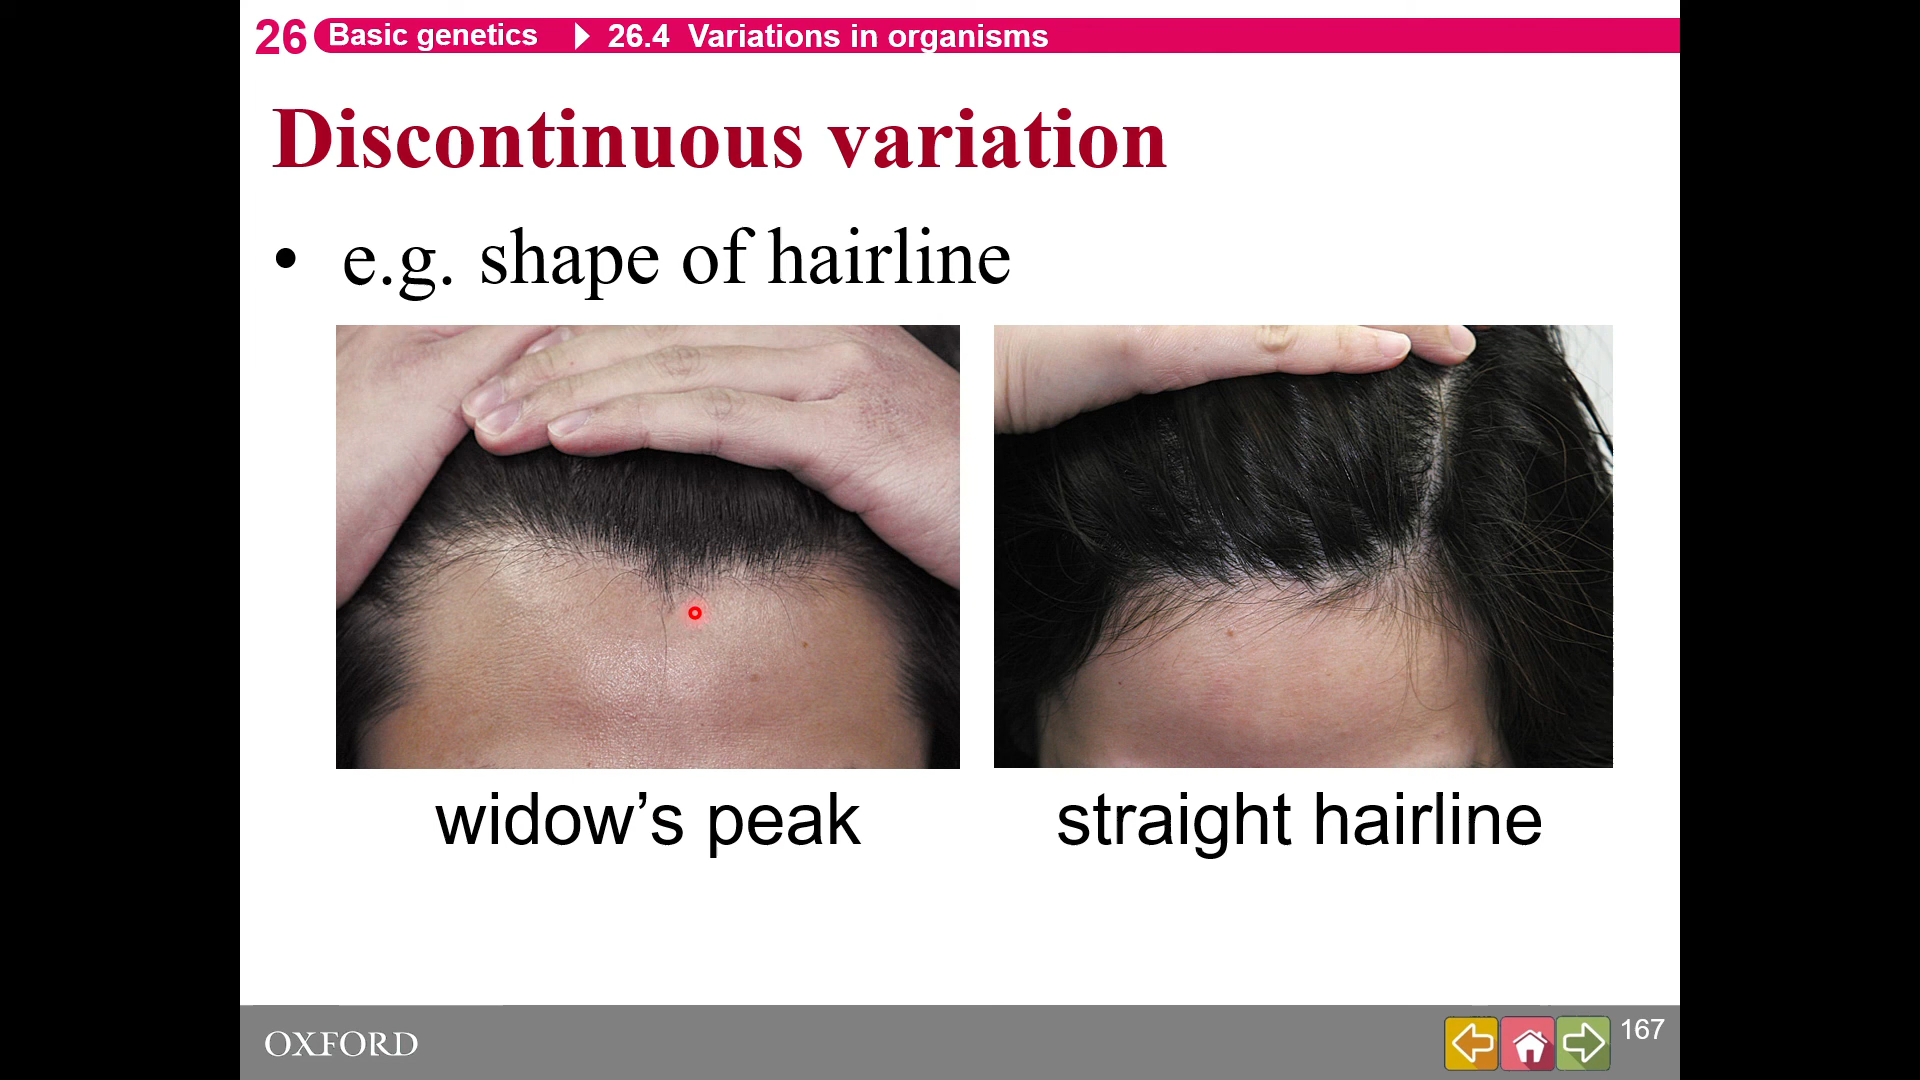 26 Basic genetics 26.4 Variations in organisms
Discontinuous variation
• e.g. shape of hairline
widow’s peak straight hairline
OXFORD 167